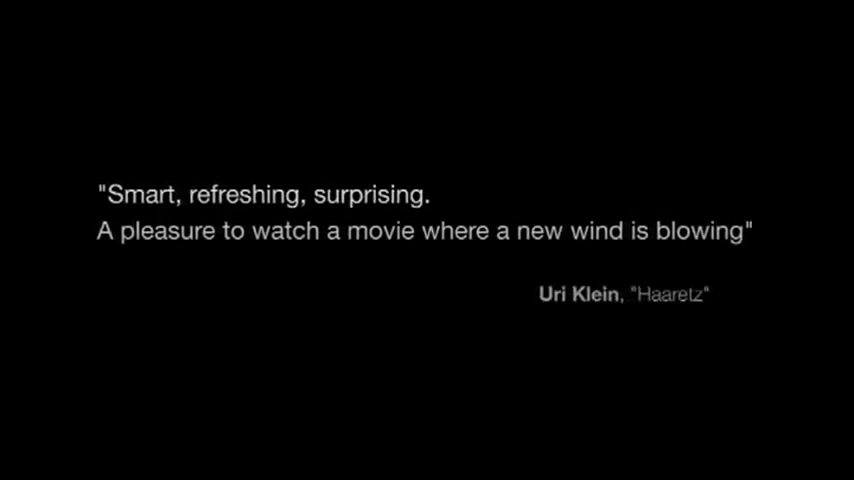 "Smart, refreshing, surprising.
A pleasure to watch a movie where a new wind is blowing"
Uri Klein, "Haaretz"